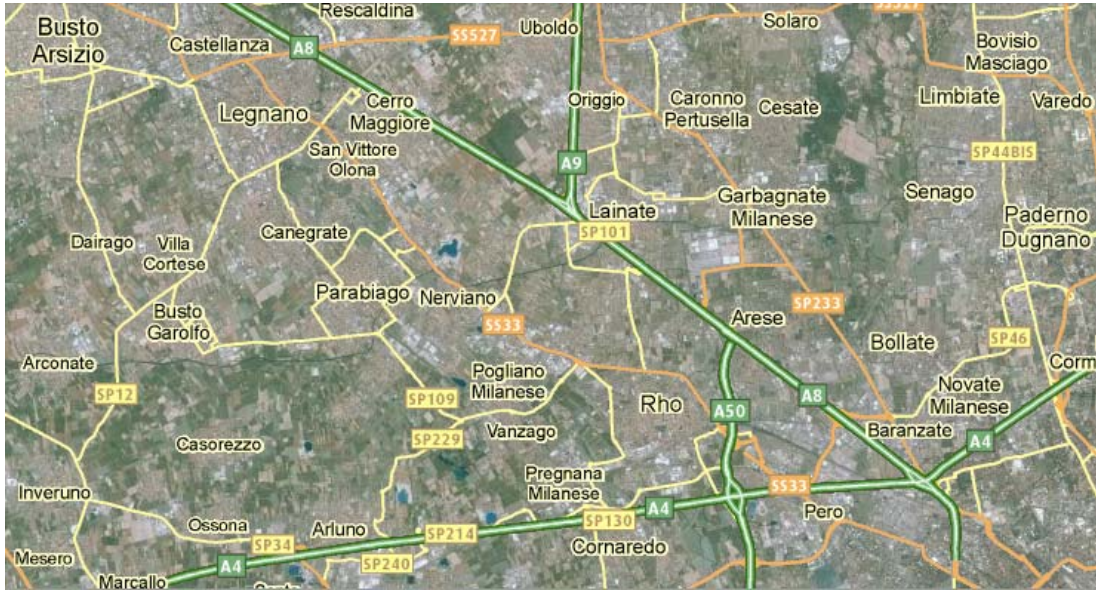 Rescaldina
SS527
Busto
Arsizio
Castellanza
A8
SS527
Uboldo
Solaro
Bovisio
Masciago
Legnano
Cerro
Maggiore
Origgio
Caronno
Pertusella
Cesate
Limbiate
Varedo
San Vittore
Olona
A9
SP44BIS
Lainate
Garbagnate
Milanese
Senago
Paderno
Dugnano
SP101
Dairago
Villa
Cortese
Canegrate
Parabiago
Nerviano
SP233
Busto
Garolfo
SS33
Arese
Bollate
SP46
Arconate
SP12
Pogliano
Milanese
Corm
SP109
Rho
A50
A8
Novate
Milanese
SP229
Vanzago
Baranzate
A4
Casorezzo
Pregnana
Milanese
SS33
Inveruno
Ossona
Arluno
SP214
SP130
A4
Pero
Mesero
SP34
SP240
Cornaredo
A4
Marcallo